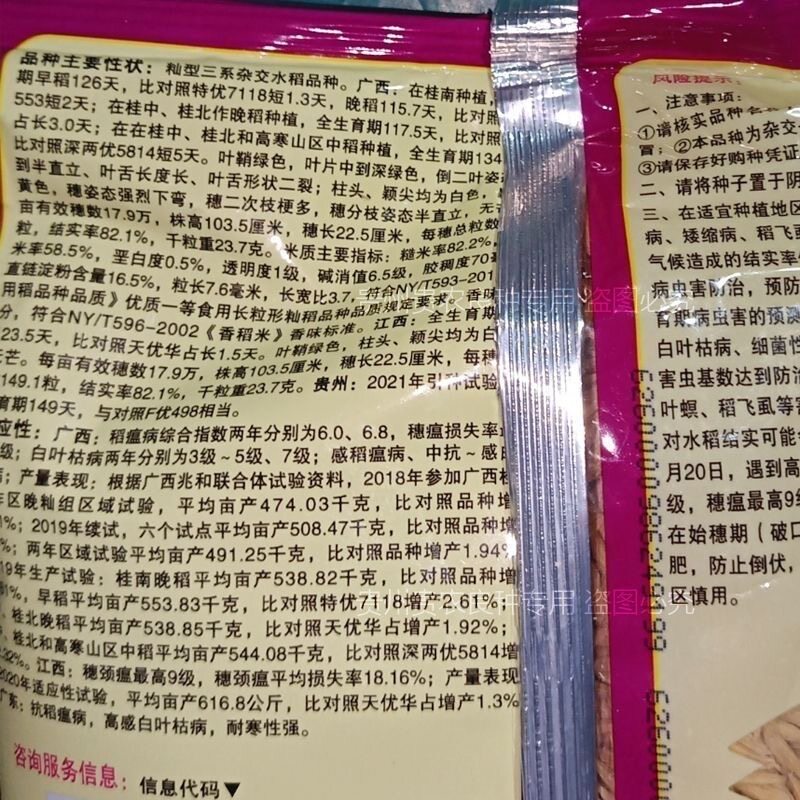 品种主要性状：籼型三系杂交水稻品种。广西，在桂南种植，
期早稻126天，比对照特优7118短1.3天，晚稻115.7天，比对照
553短2天；在桂中、桂北作晚稻种植，全生育期117.5天，比对照
占长3.0天；在在桂中、桂北和高寒山区中稻种植，全生育期134
比对照深两优5814短5天。叶鞘绿色，叶片中到深绿色，倒二叶姿
到半直立、叶舌长度长、叶舌形状二裂；柱头、颖尖均为白色，
黄色，穗姿态强烈下弯，穗二次枝梗多，穗分枝姿态半直立，无
亩有效穗数17.9万，株高103.5厘米，穗长22.5厘米，每穗总粒数
粒，结实率82.1%，千粒重23.7克。米质主要指标：糙米率82.2%，
米率58.5%，垩白度0.5%，透明度1级，碱消值6.5级，胶稠度70毫
直链淀粉含量16.5%，粒长7.6毫米，长宽比3.7，符合NY/T593-201
用稻品种品质》优质一等食用长粒形籼稻品种品质规定要求。香味
分，符合NY/T596-2002《香稻米》香味标准。江西：全生育期
23.5天，比对照天优华占长1.5天。叶鞘绿色，柱头、颖尖均为白
无芒。每亩有效穗数17.9万，株高103.5厘米，穗长22.5厘米，每穗
149.1粒，结实率82.1%，千粒重23.7克。贵州：2021年引种试验
育期149天，与对照F优498相当。
应性：广西：稻瘟病综合指数两年分别为6.0、6.8，穗瘟损失率
级；白叶枯病两年分别为3级～5级、7级；感稻瘟病、中抗～感
；产量表现：根据广西兆和联合体试验资料，2018年参加广西
区晚籼组区域试验，平均亩产474.03千克，比对照品种增
1%；2019年续试，六个试点平均亩产508.47千克，比对照品种增
%；两年区域试验平均亩产491.25千克，比对照品种增产1.94%
19年生产试验：桂南晚稻平均亩产538.82千克，比对照品种增
81%，早稻平均亩产553.83千克，比对照特优7118增产2.61%；
，桂北晚稻平均亩产538.85千克，比对照天优华占增产1.92%；
，桂北和高寒山区中稻平均亩产544.08千克，比对照深两优5814增
.32%。江西：穗颈瘟最高9级，穗颈瘟平均损失率18.16%；产量表现
2020年适应性试验，平均亩产616.8公斤，比对照天优华占增产1.3%
广东：抗稻瘟病，高感白叶枯病，耐寒性强。
咨询服务信息：信息代码▼
风险提示：
一、注意事项：
①请核实品种
②本品种为杂交
③请保存好购种凭证
二、请将种子置于阴
三、在适宜种植地区
病、矮缩病、稻飞虱
气候造成的结实率
病虫害防治，预防
育期病虫害的预测
白叶枯病、细菌性
害虫基数达到防治
叶螟、稻飞虱等
对水稻结实可能
月20日，遇到高
级，穗瘟最高9级
在始穗期（破口
肥，防止倒伏，
区慎用。
良种专用 盗图必究
良种专用 盗图必究